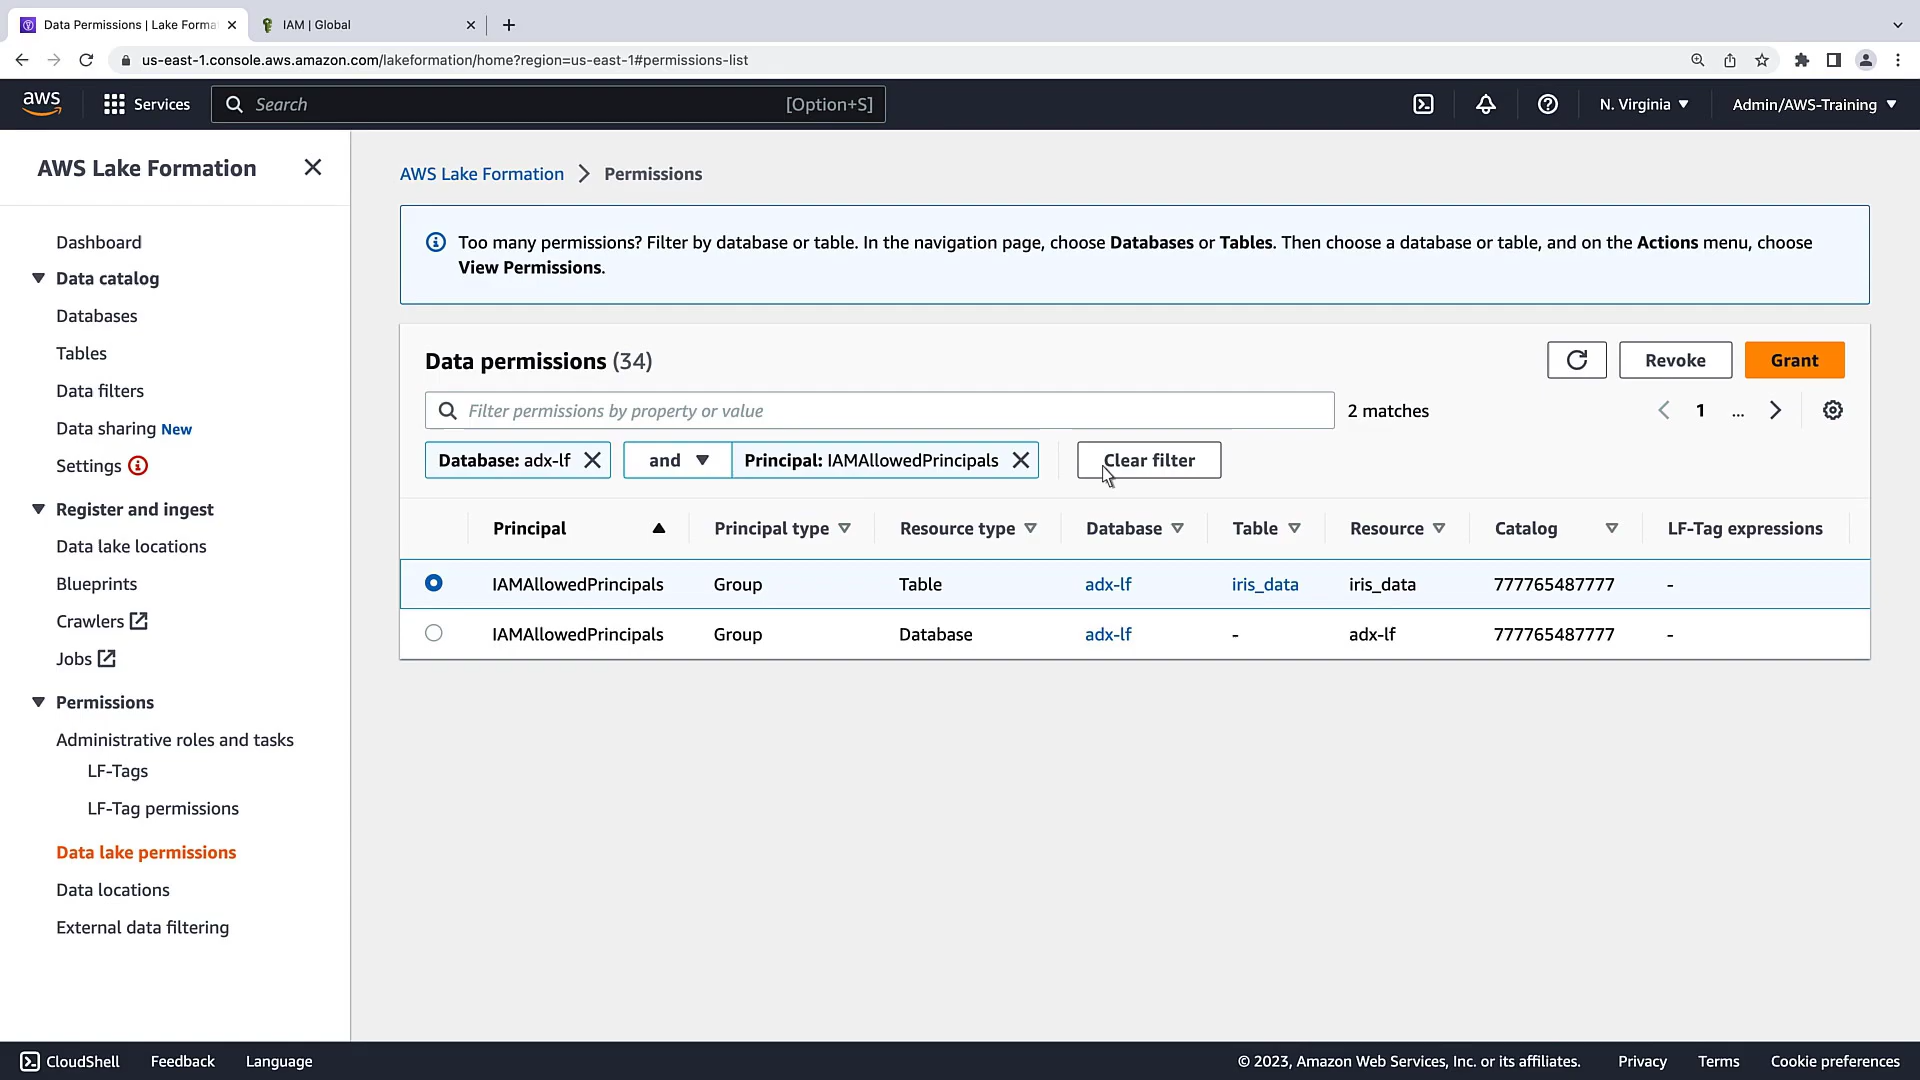 Data Permissions | Lake Forma
IAM | Global
us-east-1.console.aws.amazon.com/lakeformation/home?region=us-east-1#permissions-list
aws
Services
Search
[Option+S]
N. Virginia
Admin/AWS-Training
AWS Lake Formation
Dashboard
Data catalog
Databases
Tables
Data filters
Data sharing New
Settings
Register and ingest
Data lake locations
Blueprints
Crawlers
Jobs
Permissions
Administrative roles and tasks
LF-Tags
LF-Tag permissions
Data lake permissions
Data locations
External data filtering
AWS Lake Formation > Permissions
Too many permissions? Filter by database or table. In the navigation page, choose Databases or Tables. Then choose a database or table, and on the Actions menu, choose
View Permissions.
Data permissions (34)
Revoke
Grant
Filter permissions by property or value
2 matches
1 ...
Database: adx-lf
and
Principal: IAMAllowedPrincipals
Clear filter
Principal Principal type Resource type Database Table Resource Catalog LF-Tag expressions
IAMAllowedPrincipals Group Table adx-lf iris_data iris_data 777765487777 -
IAMAllowedPrincipals Group Database adx-lf - adx-lf 777765487777 -
CloudShell Feedback Language
© 2023, Amazon Web Services, Inc. or its affiliates. Privacy Terms Cookie preferences